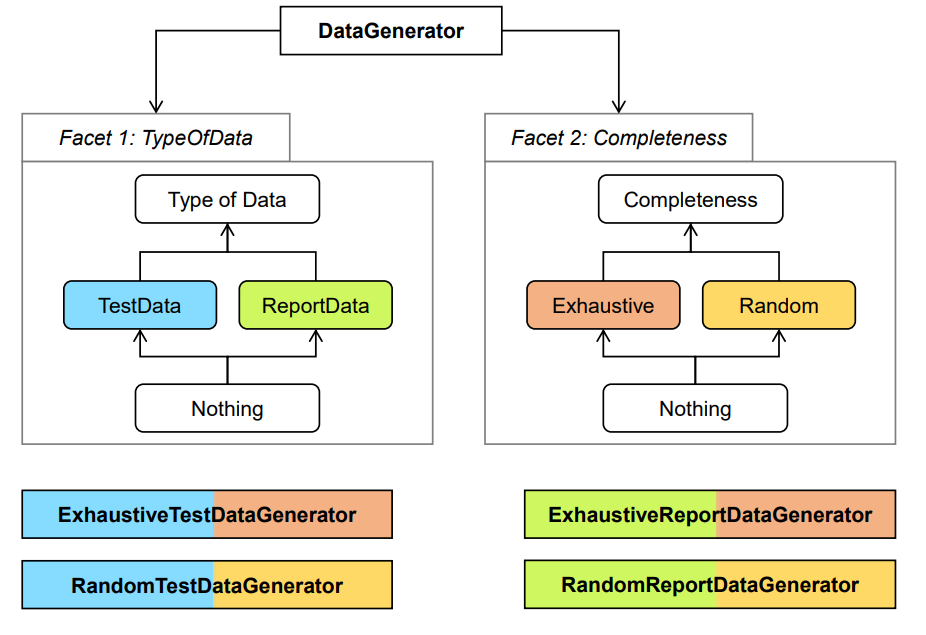 DataGenerator
Facet 1: TypeOfData
Type of Data
TestData
ReportData
Nothing
Facet 2: Completeness
Completeness
Exhaustive
Random
Nothing
ExhaustiveTestDataGenerator
ExhaustiveReportDataGenerator
RandomTestDataGenerator
RandomReportDataGenerator